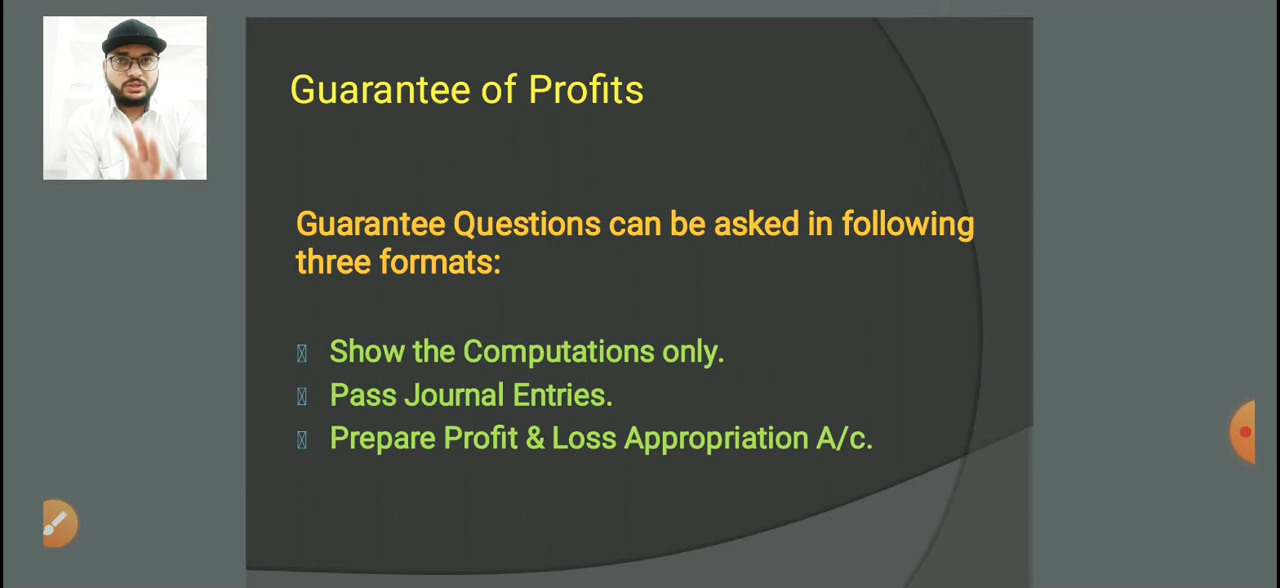 Guarantee of Profits
Guarantee Questions can be asked in following
three formats:
Show the Computations only.
Pass Journal Entries.
Prepare Profit & Loss Appropriation A/c.